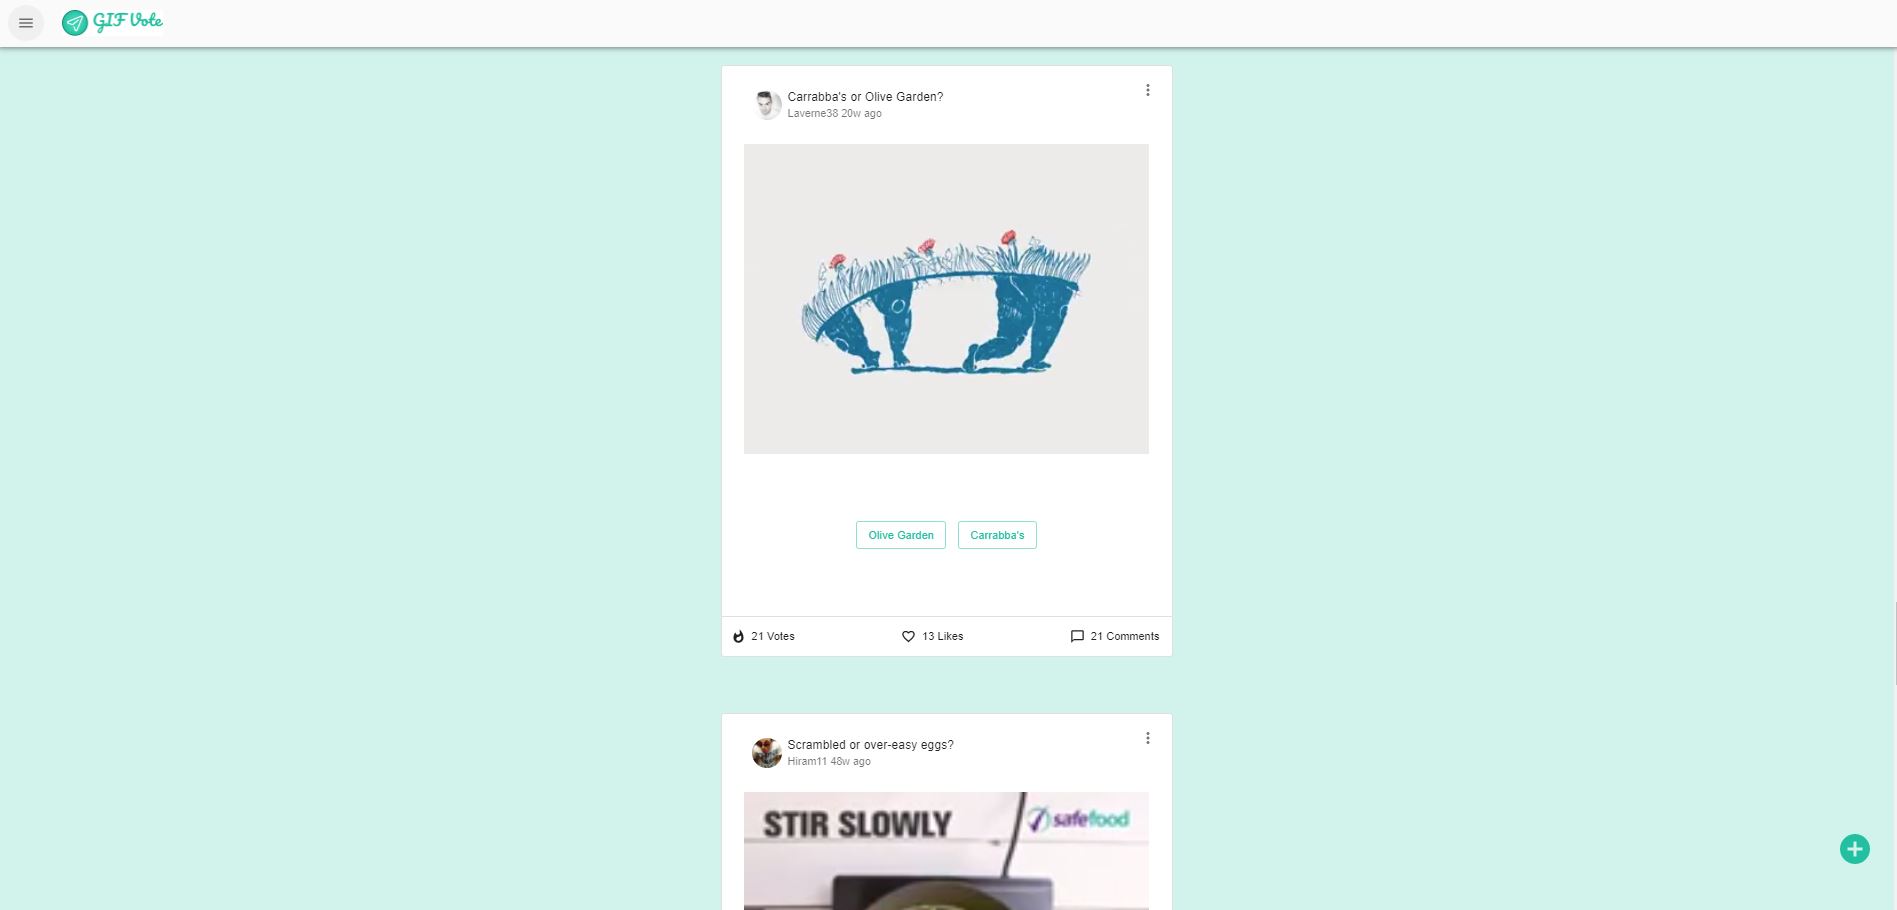 GIF Vote
Carrabba's or Olive Garden?
Laverne38 20w ago
Olive Garden
Carrabba's
21 Votes
13 Likes
21 Comments
Scrambled or over-easy eggs?
Hiram11 48w ago
STIR SLOWLY
safefood